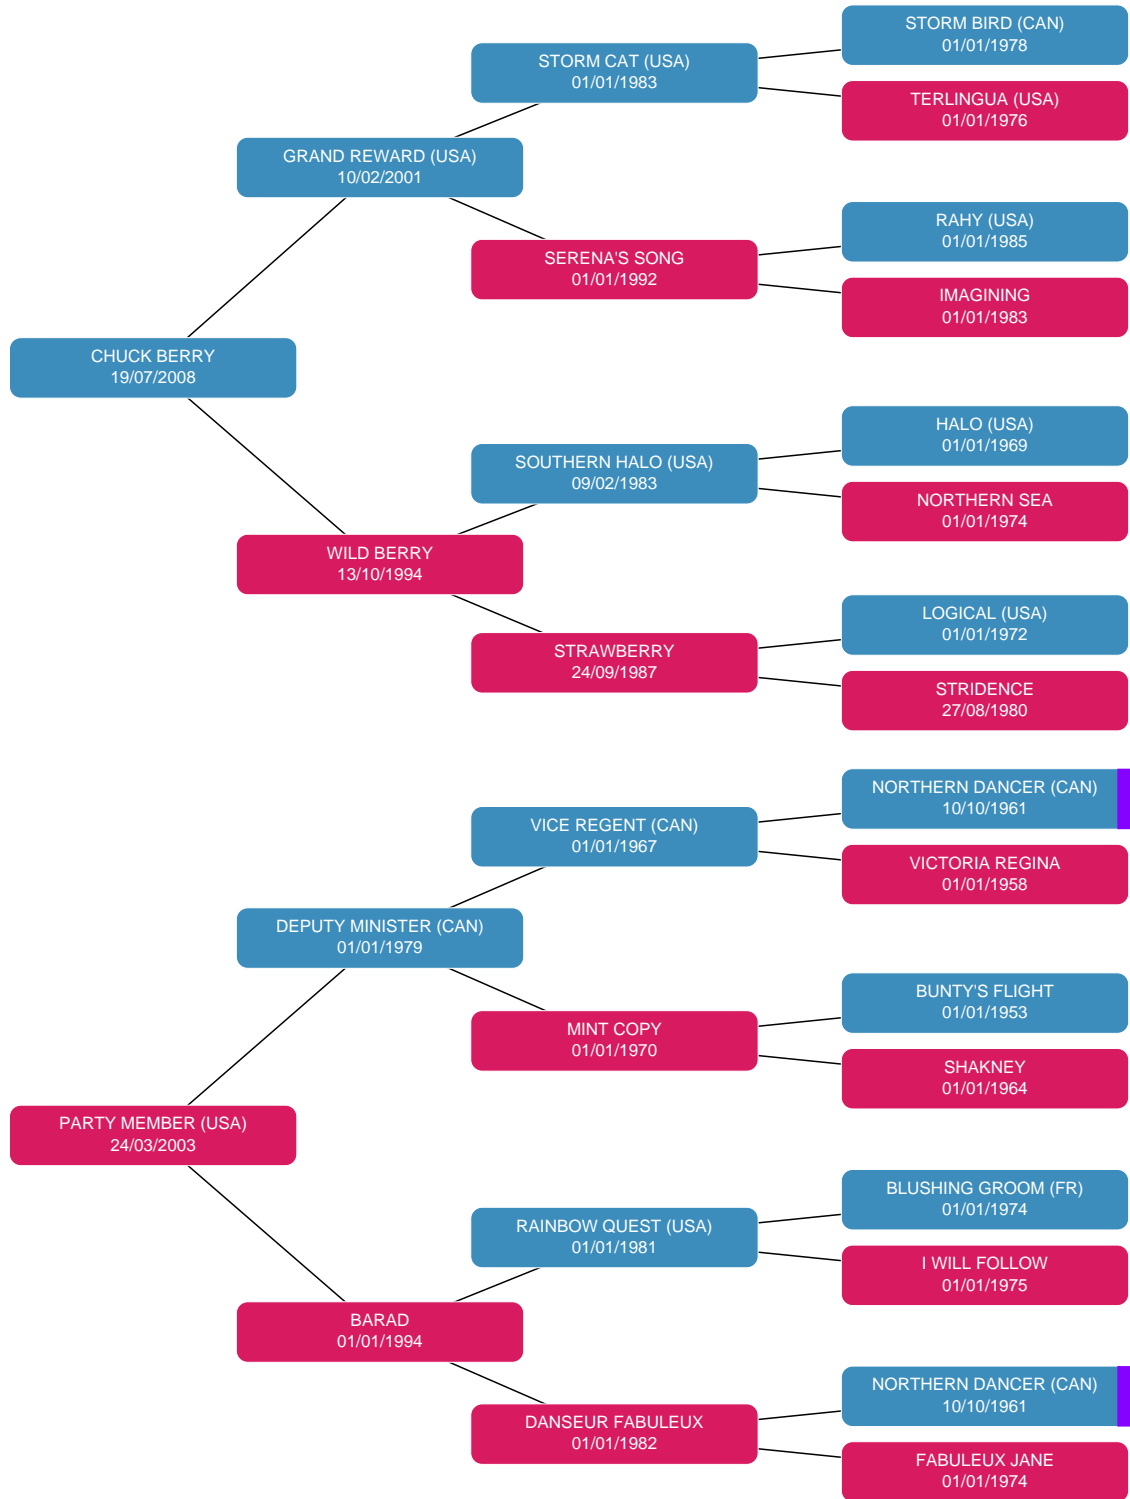 STORM BIRD (CAN)
01/01/1978
STORM CAT (USA)
01/01/1983
TERLINGUA (USA)
01/01/1976
GRAND REWARD (USA)
10/02/2001
RAHY (USA)
01/01/1985
SERENA'S SONG
01/01/1992
IMAGINING
01/01/1983
CHUCK BERRY
19/07/2008
HALO (USA)
01/01/1969
SOUTHERN HALO (USA)
09/02/1983
NORTHERN SEA
01/01/1974
WILD BERRY
13/10/1994
LOGICAL (USA)
01/01/1972
STRAWBERRY
24/09/1987
STRIDENCE
27/08/1980
NORTHERN DANCER (CAN)
10/10/1961
VICE REGENT (CAN)
01/01/1967
VICTORIA REGINA
01/01/1958
DEPUTY MINISTER (CAN)
01/01/1979
BUNTY'S FLIGHT
01/01/1953
MINT COPY
01/01/1970
SHAKNEY
01/01/1964
PARTY MEMBER (USA)
24/03/2003
BLUSHING GROOM (FR)
01/01/1974
RAINBOW QUEST (USA)
01/01/1981
I WILL FOLLOW
01/01/1975
BARAD
01/01/1994
NORTHERN DANCER (CAN)
10/10/1961
DANSEUR FABULEUX
01/01/1982
FABULEUX JANE
01/01/1974